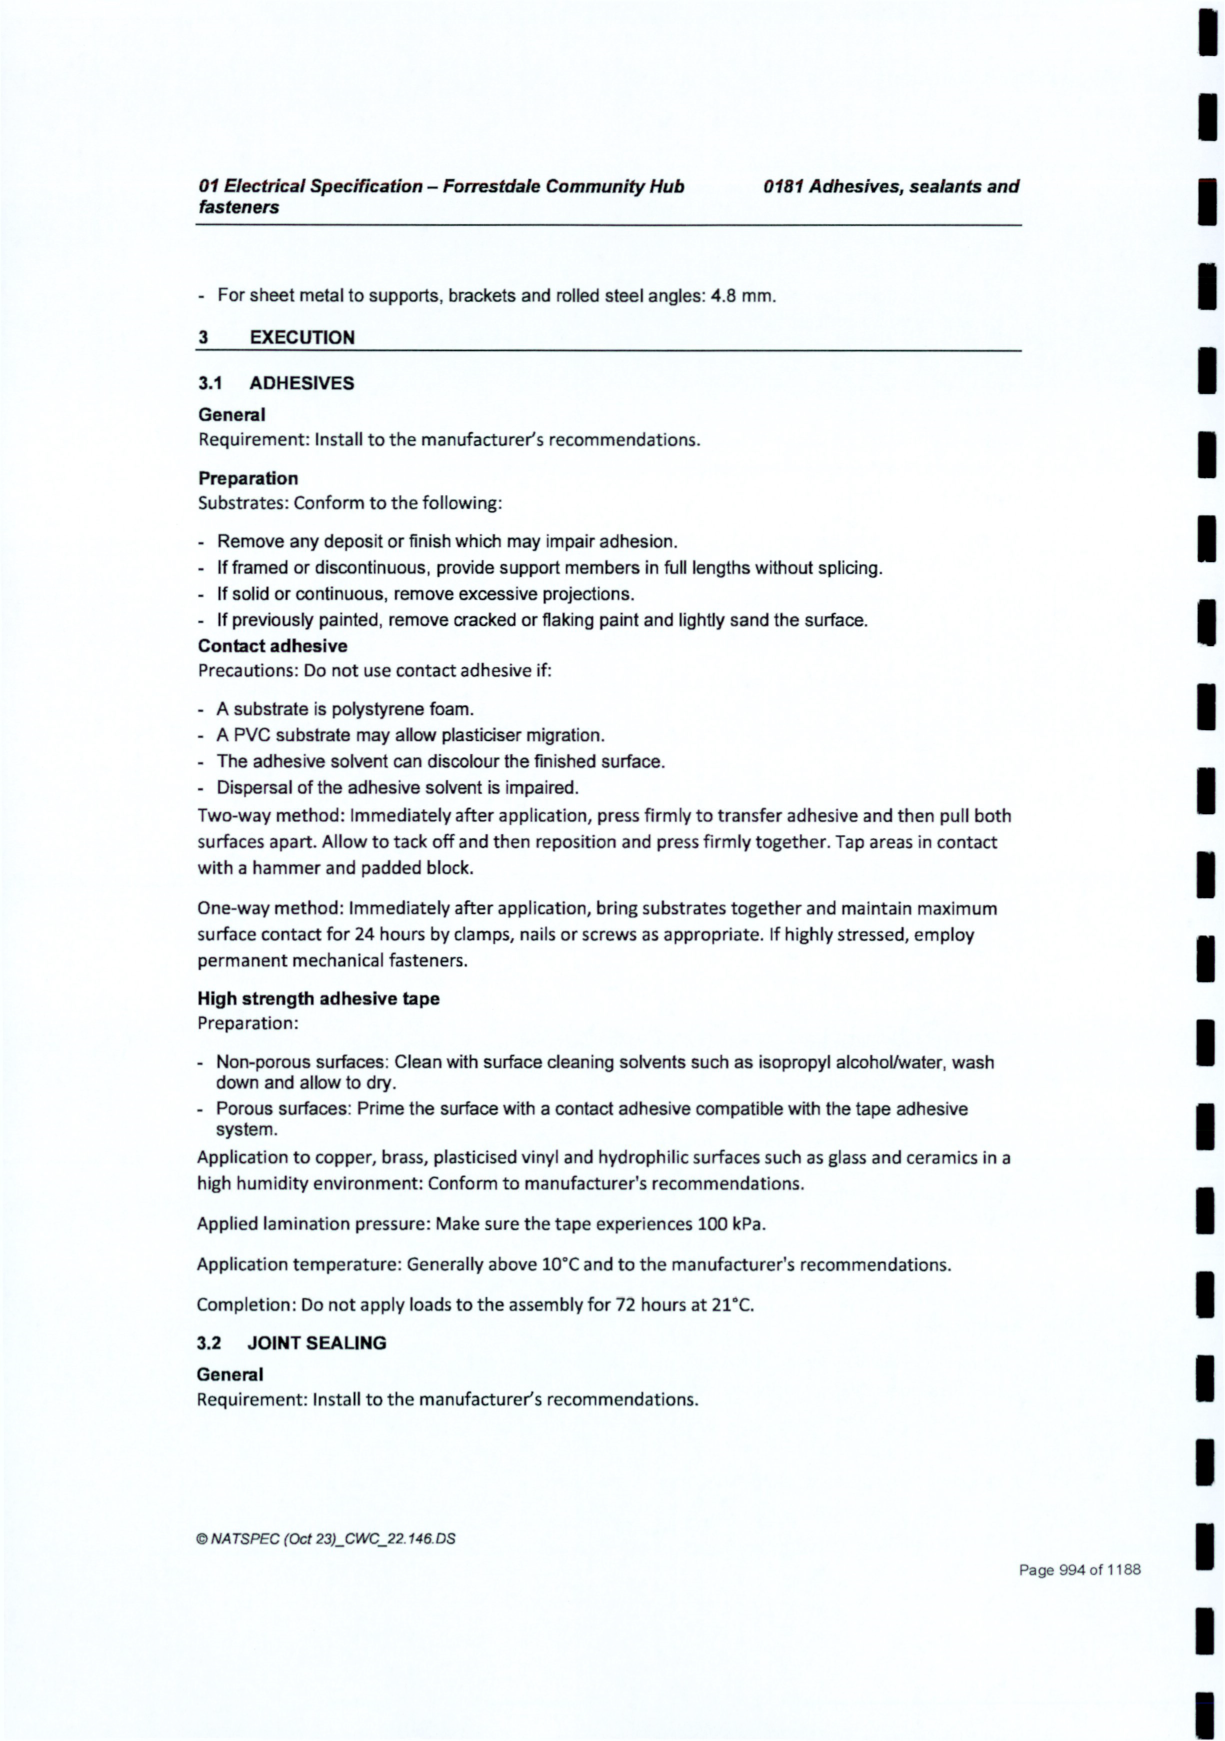 01 Electrical Specification – Forrestdale Community Hub 0181 Adhesives, sealants and
fasteners
- For sheet metal to supports, brackets and rolled steel angles: 4.8 mm.
3 EXECUTION
3.1 ADHESIVES
General
Requirement: Install to the manufacturer's recommendations.
Preparation
Substrates: Conform to the following:
- Remove any deposit or finish which may impair adhesion.
- If framed or discontinuous, provide support members in full lengths without splicing.
- If solid or continuous, remove excessive projections.
- If previously painted, remove cracked or flaking paint and lightly sand the surface.
Contact adhesive
Precautions: Do not use contact adhesive if:
- A substrate is polystyrene foam.
- A PVC substrate may allow plasticiser migration.
- The adhesive solvent can discolour the finished surface.
- Dispersal of the adhesive solvent is impaired.
Two-way method: Immediately after application, press firmly to transfer adhesive and then pull both
surfaces apart. Allow to tack off and then reposition and press firmly together. Tap areas in contact
with a hammer and padded block.
One-way method: Immediately after application, bring substrates together and maintain maximum
surface contact for 24 hours by clamps, nails or screws as appropriate. If highly stressed, employ
permanent mechanical fasteners.
High strength adhesive tape
Preparation:
- Non-porous surfaces: Clean with surface cleaning solvents such as isopropyl alcohol/water, wash
down and allow to dry.
- Porous surfaces: Prime the surface with a contact adhesive compatible with the tape adhesive
system.
Application to copper, brass, plasticised vinyl and hydrophilic surfaces such as glass and ceramics in a
high humidity environment: Conform to manufacturer's recommendations.
Applied lamination pressure: Make sure the tape experiences 100 kPa.
Application temperature: Generally above 10°C and to the manufacturer's recommendations.
Completion: Do not apply loads to the assembly for 72 hours at 21°C.
3.2 JOINT SEALING
General
Requirement: Install to the manufacturer's recommendations.
© NATSPEC (Oct 23)_CWC_22.146.DS
Page 994 of 1188